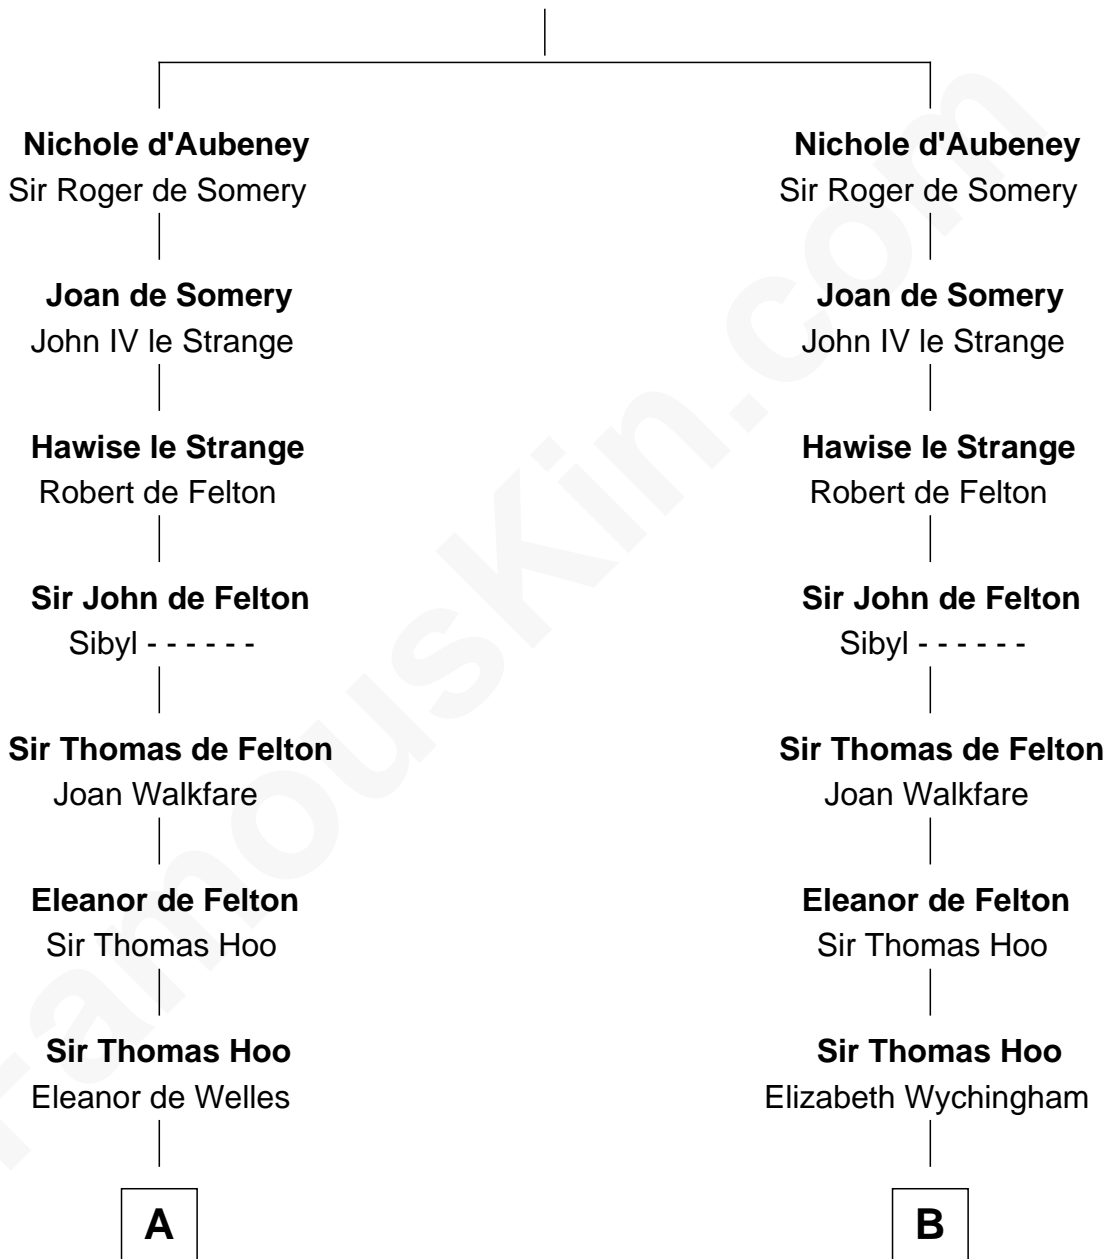 Nichole d'Aubeney
Sir Roger de Somery
Joan de Somery
John IV le Strange
Hawise le Strange
Robert de Felton
Sir John de Felton
Sibyl - - - - - -
Sir Thomas de Felton
Joan Walkfare
Eleanor de Felton
Sir Thomas Hoo
Sir Thomas Hoo
Eleanor de Welles
A
Nichole d'Aubeney
Sir Roger de Somery
Joan de Somery
John IV le Strange
Hawise le Strange
Robert de Felton
Sir John de Felton
Sibyl - - - - - -
Sir Thomas de Felton
Joan Walkfare
Eleanor de Felton
Sir Thomas Hoo
Sir Thomas Hoo
Elizabeth Wychingham
B
FamousKin.com